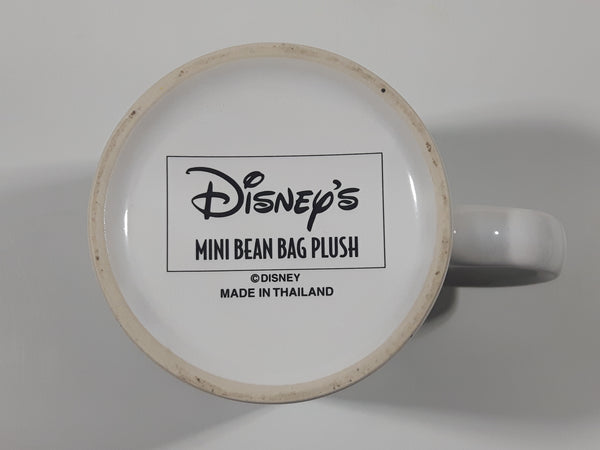 Disney's
MINI BEAN BAG PLUSH
©DISNEY
MADE IN THAILAND